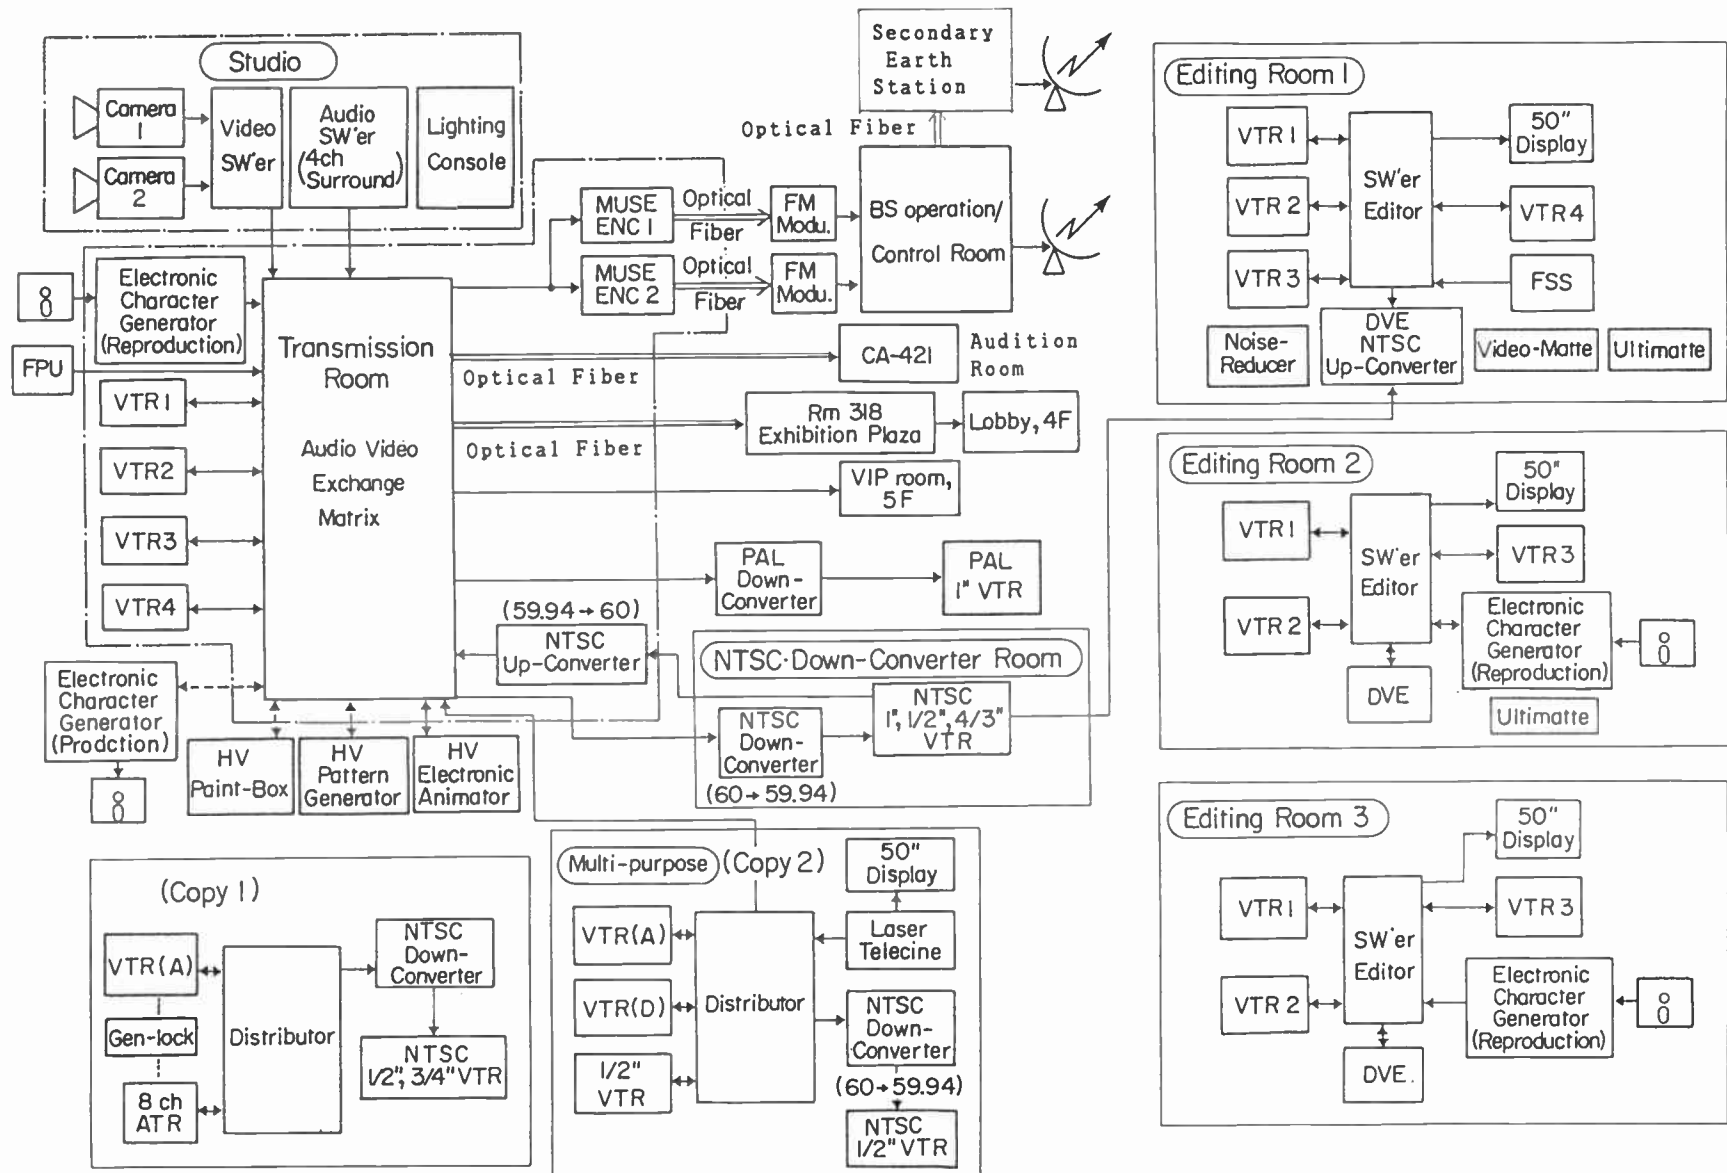 Studio
Camera
1
Camera
2
Video
SW'er
Audio
SW'er
(4ch
Surround)
Lighting
Console
Secondary
Earth
Station
Optical Fiber
MUSE
ENC 1
Optical
Fiber
FM
Modu.
MUSE
ENC 2
Optical
Fiber
FM
Modu.
BS operation/
Control Room
Electronic
Character
Generator
(Reproduction)
FPU
VTR1
VTR2
VTR3
VTR4
Transmission
Room
Audio Video
Exchange
Matrix
Optical Fiber
CA-421
Audition
Room
Optical Fiber
Rm 318
Exhibition Plaza
Lobby, 4F
VIP room,
5F
PAL
Down-
Converter
PAL
1" VTR
(59.94→60)
NTSC
Up-Converter
NTSC·Down-Converter Room
NTSC
Down-
Converter
(60→59.94)
NTSC
1", 1/2", 4/3"
VTR
Electronic
Character
Generator
(Prodction)
HV
Paint-Box
HV
Pattern
Generator
HV
Electronic
Animator
(Copy 1)
VTR(A)
Gen-lock
8 ch
ATR
Distributor
NTSC
Down-
Converter
NTSC
1/2", 3/4" VTR
Multi-purpose
(Copy 2)
VTR(A)
VTR(D)
1/2"
VTR
Distributor
50"
Display
Laser
Telecine
NTSC
Down-
Converter
(60→59.94)
NTSC
1/2" VTR
Editing Room 1
VTR 1
VTR 2
VTR 3
SW'er
Editor
50"
Display
VTR4
FSS
Noise-
Reducer
DVE
NTSC
Up-Converter
Video-Matte
Ultimatte
Editing Room 2
VTR1
VTR 2
SW'er
Editor
50"
Display
VTR3
Electronic
Character
Generator
(Reproduction)
DVE
Ultimatte
Editing Room 3
VTR1
VTR 2
SW'er
Editor
50"
Display
VTR 3
Electronic
Character
Generator
(Reproduction)
DVE.